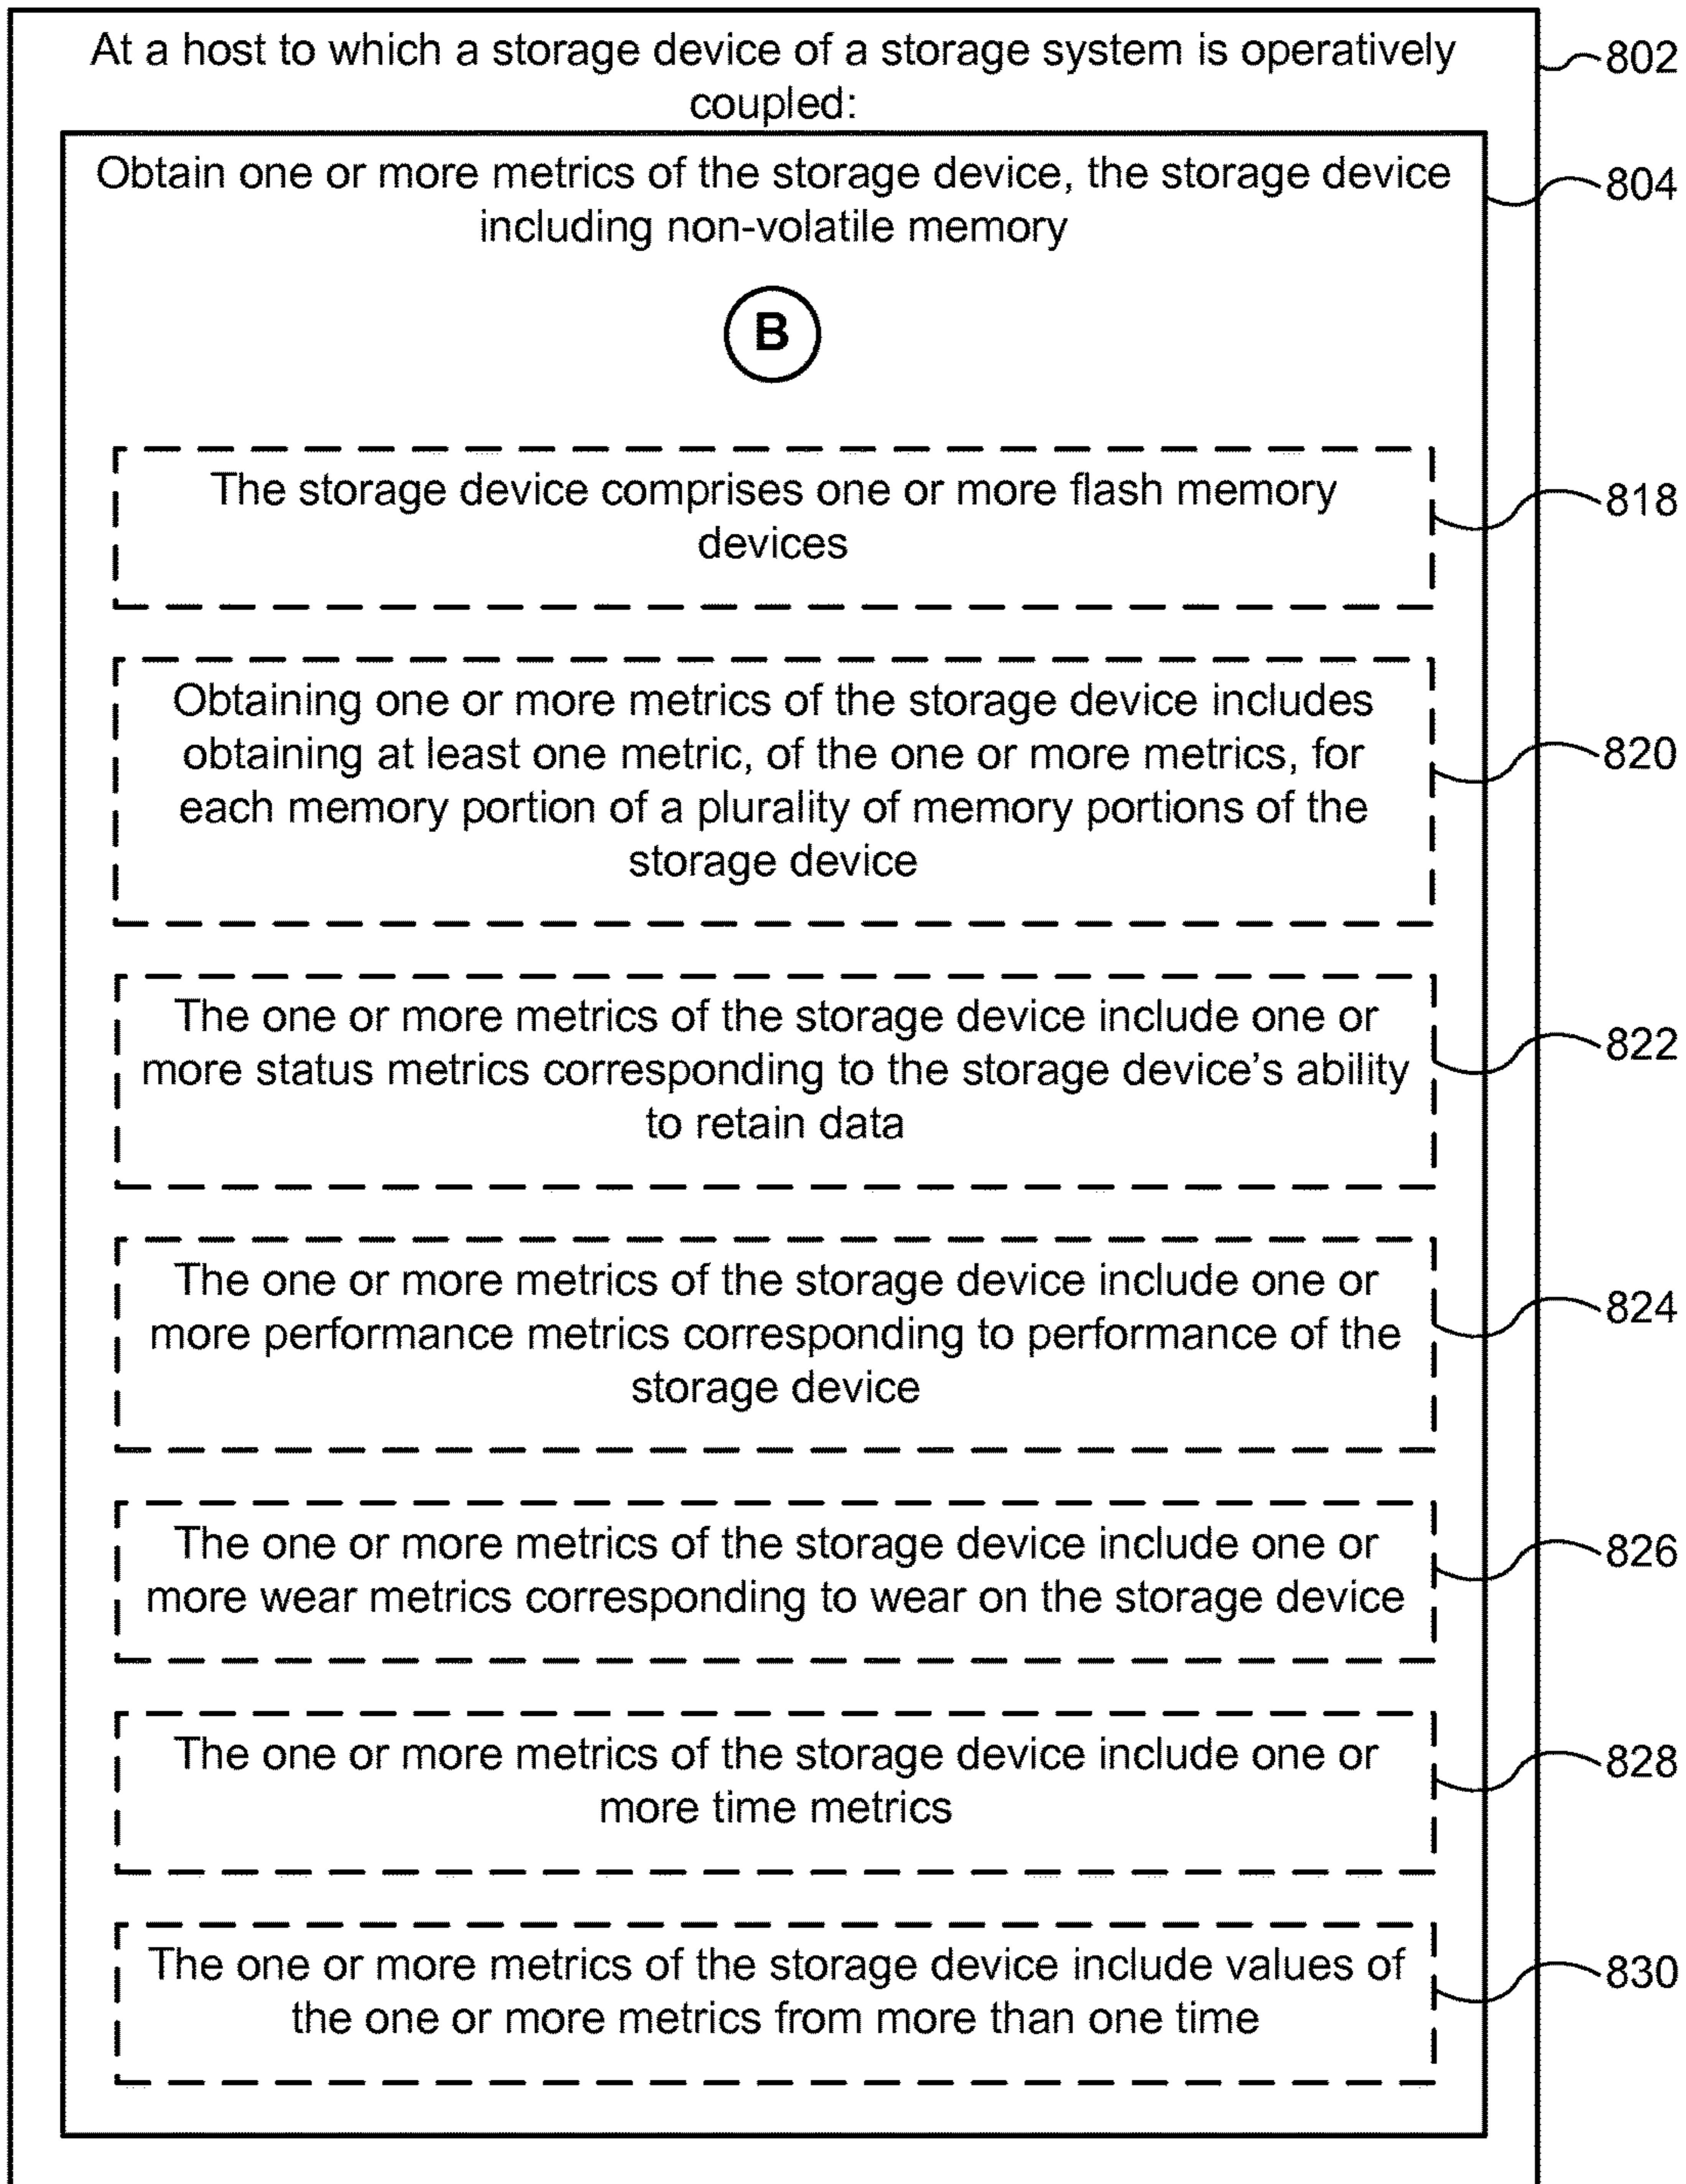 At a host to which a storage device of a storage system is operatively
coupled:
802
Obtain one or more metrics of the storage device, the storage device
including non-volatile memory
804
B
The storage device comprises one or more flash memory
devices
818
Obtaining one or more metrics of the storage device includes
obtaining at least one metric, of the one or more metrics, for
each memory portion of a plurality of memory portions of the
storage device
820
The one or more metrics of the storage device include one or
more status metrics corresponding to the storage device’s ability
to retain data
822
The one or more metrics of the storage device include one or
more performance metrics corresponding to performance of the
storage device
824
The one or more metrics of the storage device include one or
more wear metrics corresponding to wear on the storage device
826
The one or more metrics of the storage device include one or
more time metrics
828
The one or more metrics of the storage device include values of
the one or more metrics from more than one time
830